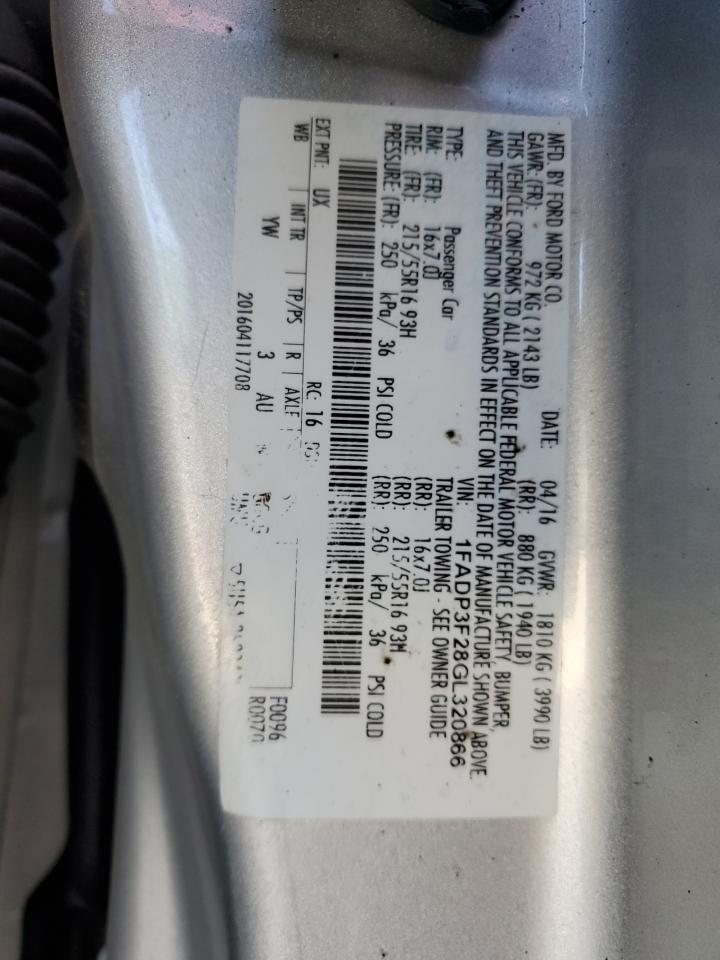 MFD. BY FORD MOTOR CO. DATE: 04/16 GVWR: 1810 KG ( 3990 LB)
GAWR: (FR): 972 KG ( 2143 LB) (RR): 880 KG ( 1940 LB)
THIS VEHICLE CONFORMS TO ALL APPLICABLE FEDERAL MOTOR VEHICLE SAFETY, BUMPER,
AND THEFT PREVENTION STANDARDS IN EFFECT ON THE DATE OF MANUFACTURE SHOWN ABOVE.
VIN: 1FADP3F28GL320866
TYPE: Passenger Car TRAILER TOWING - SEE OWNER GUIDE
RIM: (FR): 16x7.0J (RR): 16x7.0J
TIRE: (FR): 215/55R16 93H (RR): 215/55R16 93H
PRESSURE: (FR): 250 kPa/ 36 PSI COLD (RR): 250 kPa/ 36 PSI COLD
EXT PNT: UX RC: 16
WB INT TR TP/PS R AXLE F0096
YW 3 AU R0070
201604117708